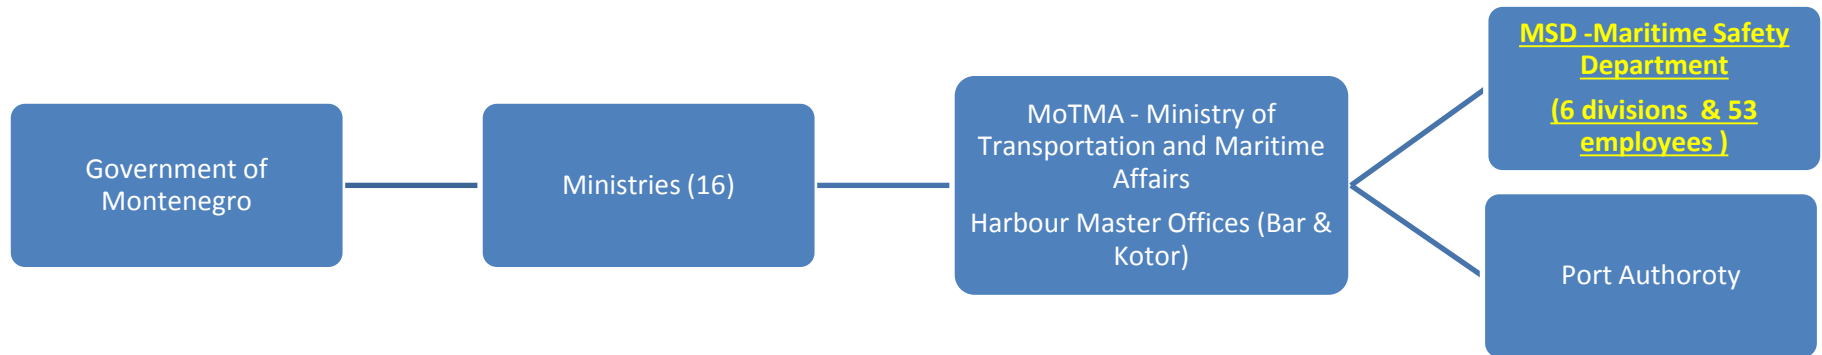 Government of
Montenegro
Ministries (16)
MoTMA - Ministry of
Transportation and Maritime
Affairs
Harbour Master Offices (Bar &
Kotor)
MSD -Maritime Safety
Department
(6 divisions  & 53
employees )
Port Authoroty